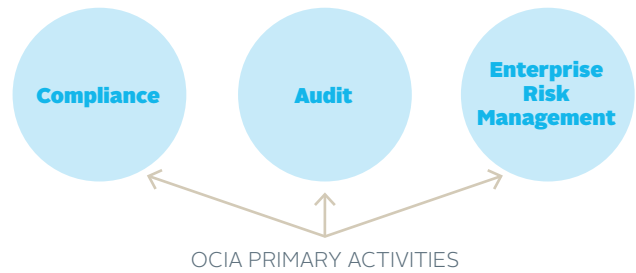 Compliance
Audit
Enterprise
Risk
Management
OCIA PRIMARY ACTIVITIES